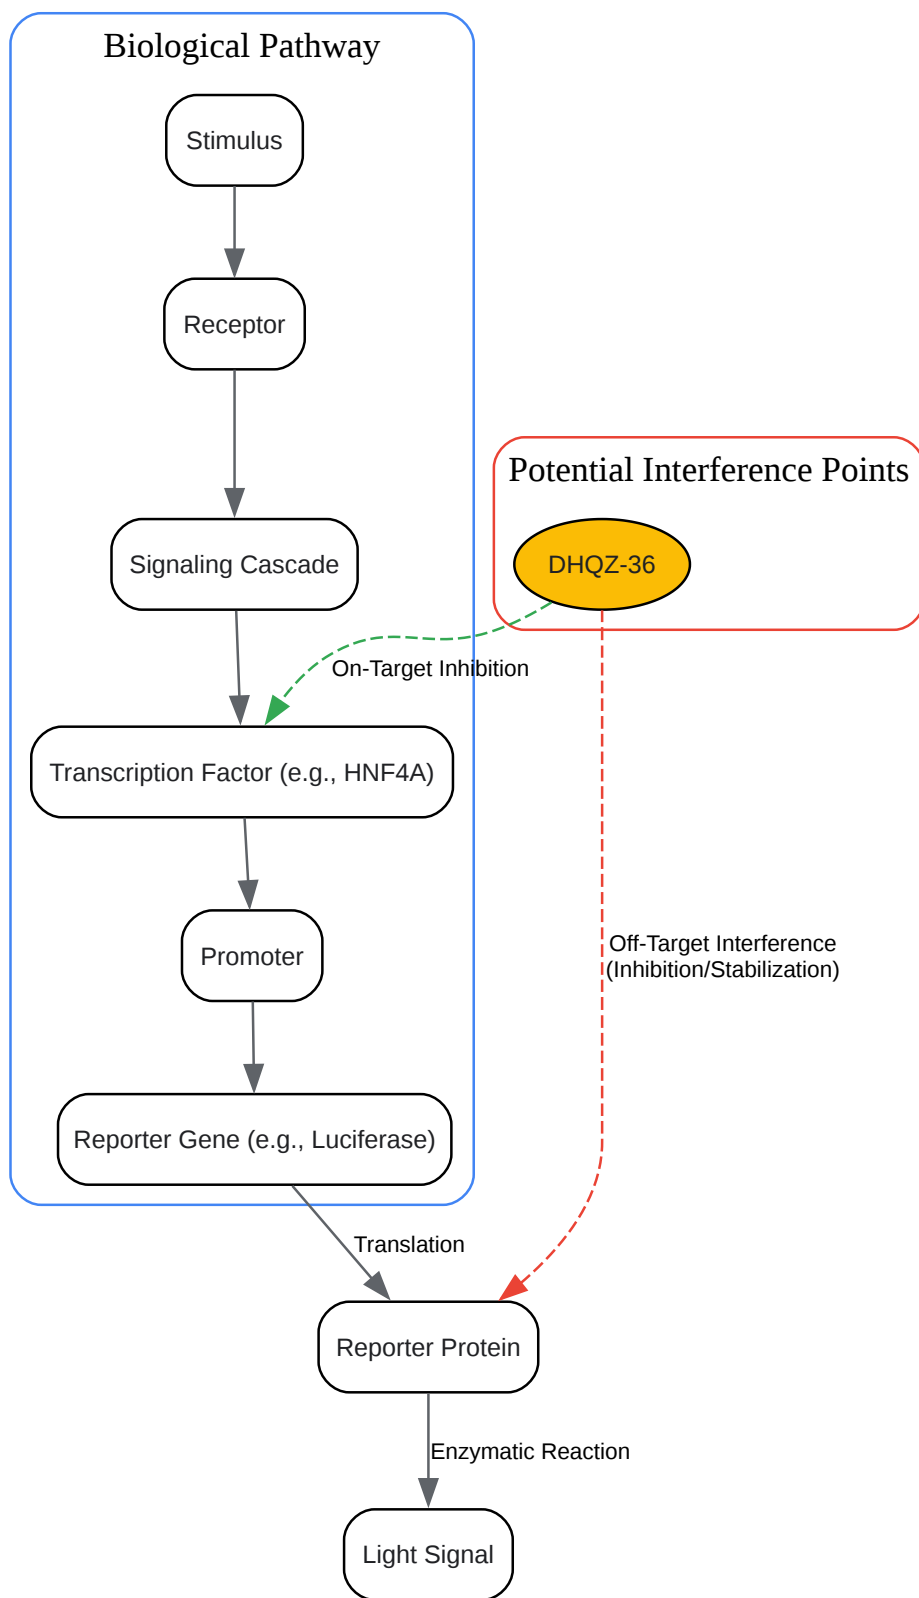 Biological Pathway
Stimulus
Receptor
Potential Interference Points
Signaling Cascade
DHQZ-36
On-Target Inhibition
Transcription Factor (e.g., HNF4A)
Off-Target Interference
(Inhibition/Stabilization)
Promoter
Reporter Gene (e.g., Luciferase)
Translation
Reporter Protein
Enzymatic Reaction
Light Signal